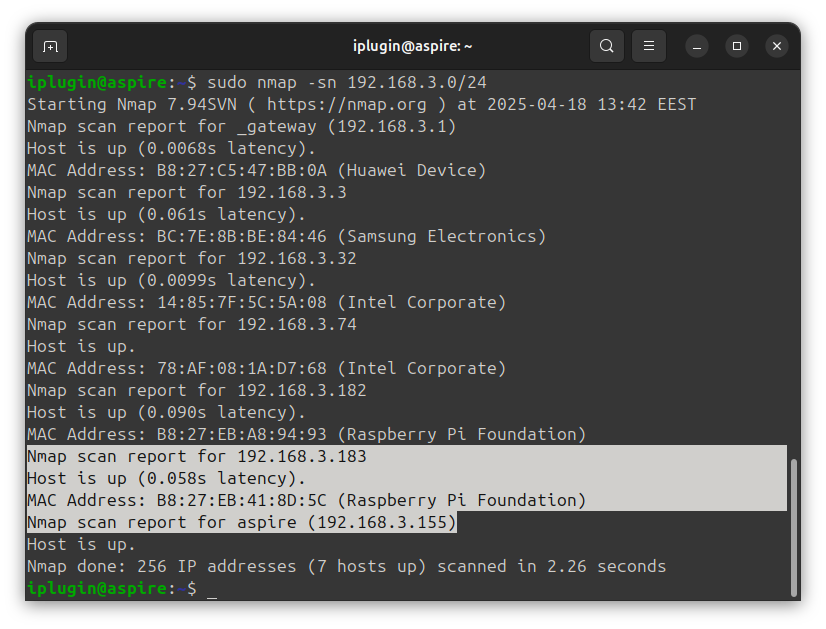 iplugin@aspire: ~
iplugin@aspire:~$ sudo nmap -sn 192.168.3.0/24
Starting Nmap 7.94SVN ( https://nmap.org ) at 2025-04-18 13:42 EEST
Nmap scan report for _gateway (192.168.3.1)
Host is up (0.0068s latency).
MAC Address: B8:27:C5:47:BB:0A (Huawei Device)
Nmap scan report for 192.168.3.3
Host is up (0.061s latency).
MAC Address: BC:7E:8B:BE:84:46 (Samsung Electronics)
Nmap scan report for 192.168.3.32
Host is up (0.0099s latency).
MAC Address: 14:85:7F:5C:5A:08 (Intel Corporate)
Nmap scan report for 192.168.3.74
Host is up.
MAC Address: 78:AF:08:1A:D7:68 (Intel Corporate)
Nmap scan report for 192.168.3.182
Host is up (0.090s latency).
MAC Address: B8:27:EB:A8:94:93 (Raspberry Pi Foundation)
Nmap scan report for 192.168.3.183
Host is up (0.058s latency).
MAC Address: B8:27:EB:41:8D:5C (Raspberry Pi Foundation)
Nmap scan report for aspire (192.168.3.155)
Host is up.
Nmap done: 256 IP addresses (7 hosts up) scanned in 2.26 seconds
iplugin@aspire:~$ _